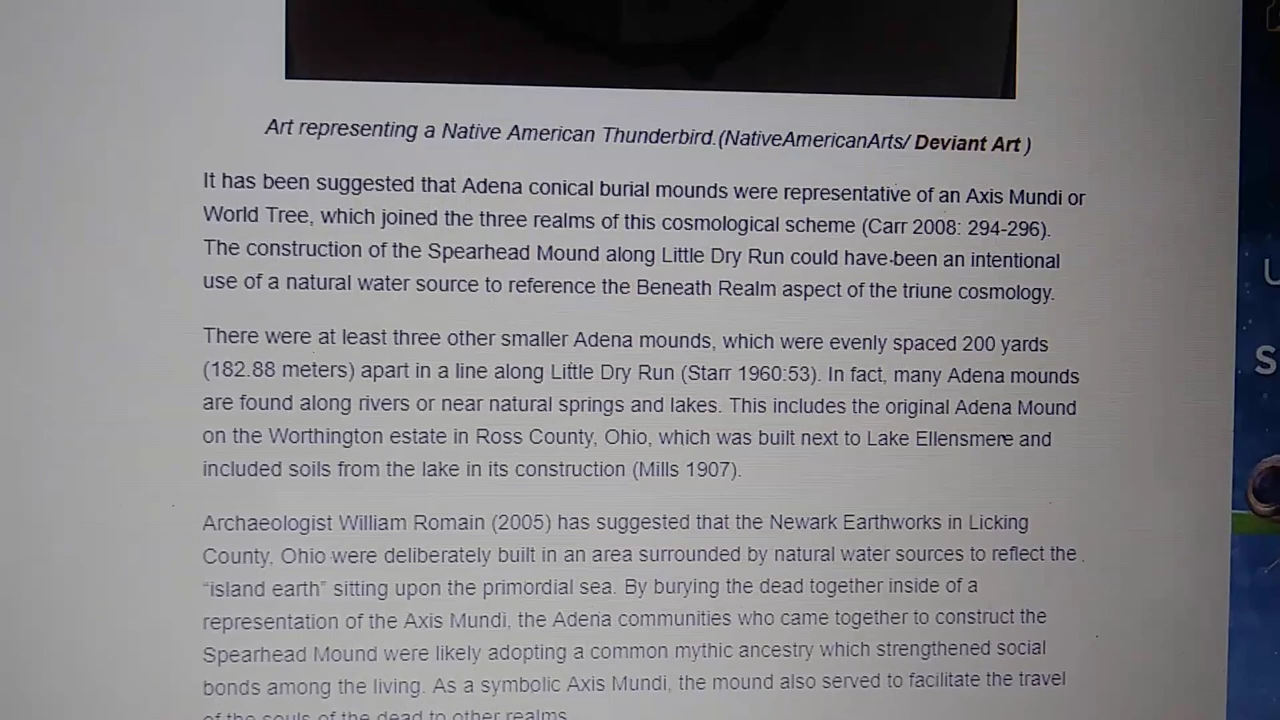 Art representing a Native American Thunderbird.(NativeAmericanArts/ Deviant Art )
It has been suggested that Adena conical burial mounds were representative of an Axis Mundi or
World Tree, which joined the three realms of this cosmological scheme (Carr 2008: 294-296).
The construction of the Spearhead Mound along Little Dry Run could have been an intentional
use of a natural water source to reference the Beneath Realm aspect of the triune cosmology.
There were at least three other smaller Adena mounds, which were evenly spaced 200 yards
(182.88 meters) apart in a line along Little Dry Run (Starr 1960:53). In fact, many Adena mounds
are found along rivers or near natural springs and lakes. This includes the original Adena Mound
on the Worthington estate in Ross County, Ohio, which was built next to Lake Ellensmere and
included soils from the lake in its construction (Mills 1907).
Archaeologist William Romain (2005) has suggested that the Newark Earthworks in Licking
County, Ohio were deliberately built in an area surrounded by natural water sources to reflect the
“island earth” sitting upon the primordial sea. By burying the dead together inside of a
representation of the Axis Mundi, the Adena communities who came together to construct the
Spearhead Mound were likely adopting a common mythic ancestry which strengthened social
bonds among the living. As a symbolic Axis Mundi, the mound also served to facilitate the travel
of the souls of the dead to other realms